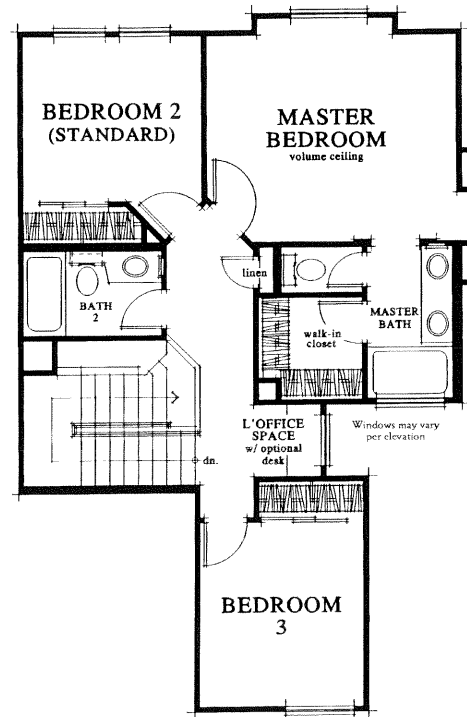 BEDROOM 2
(STANDARD)
MASTER
BEDROOM
volume ceiling
linen
BATH
2
MASTER
BATH
walk-in
closet
L'OFFICE
SPACE
w/ optional
desk
Windows may vary
per elevation
dn.
BEDROOM
3